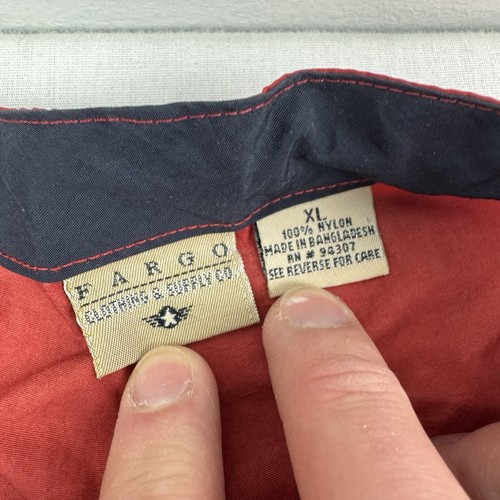 FARGO
CLOTHING & SUPPLY CO.
XL
100% NYLON
MADE IN BANGLADESH
RN # 94307
SEE REVERSE FOR CARE